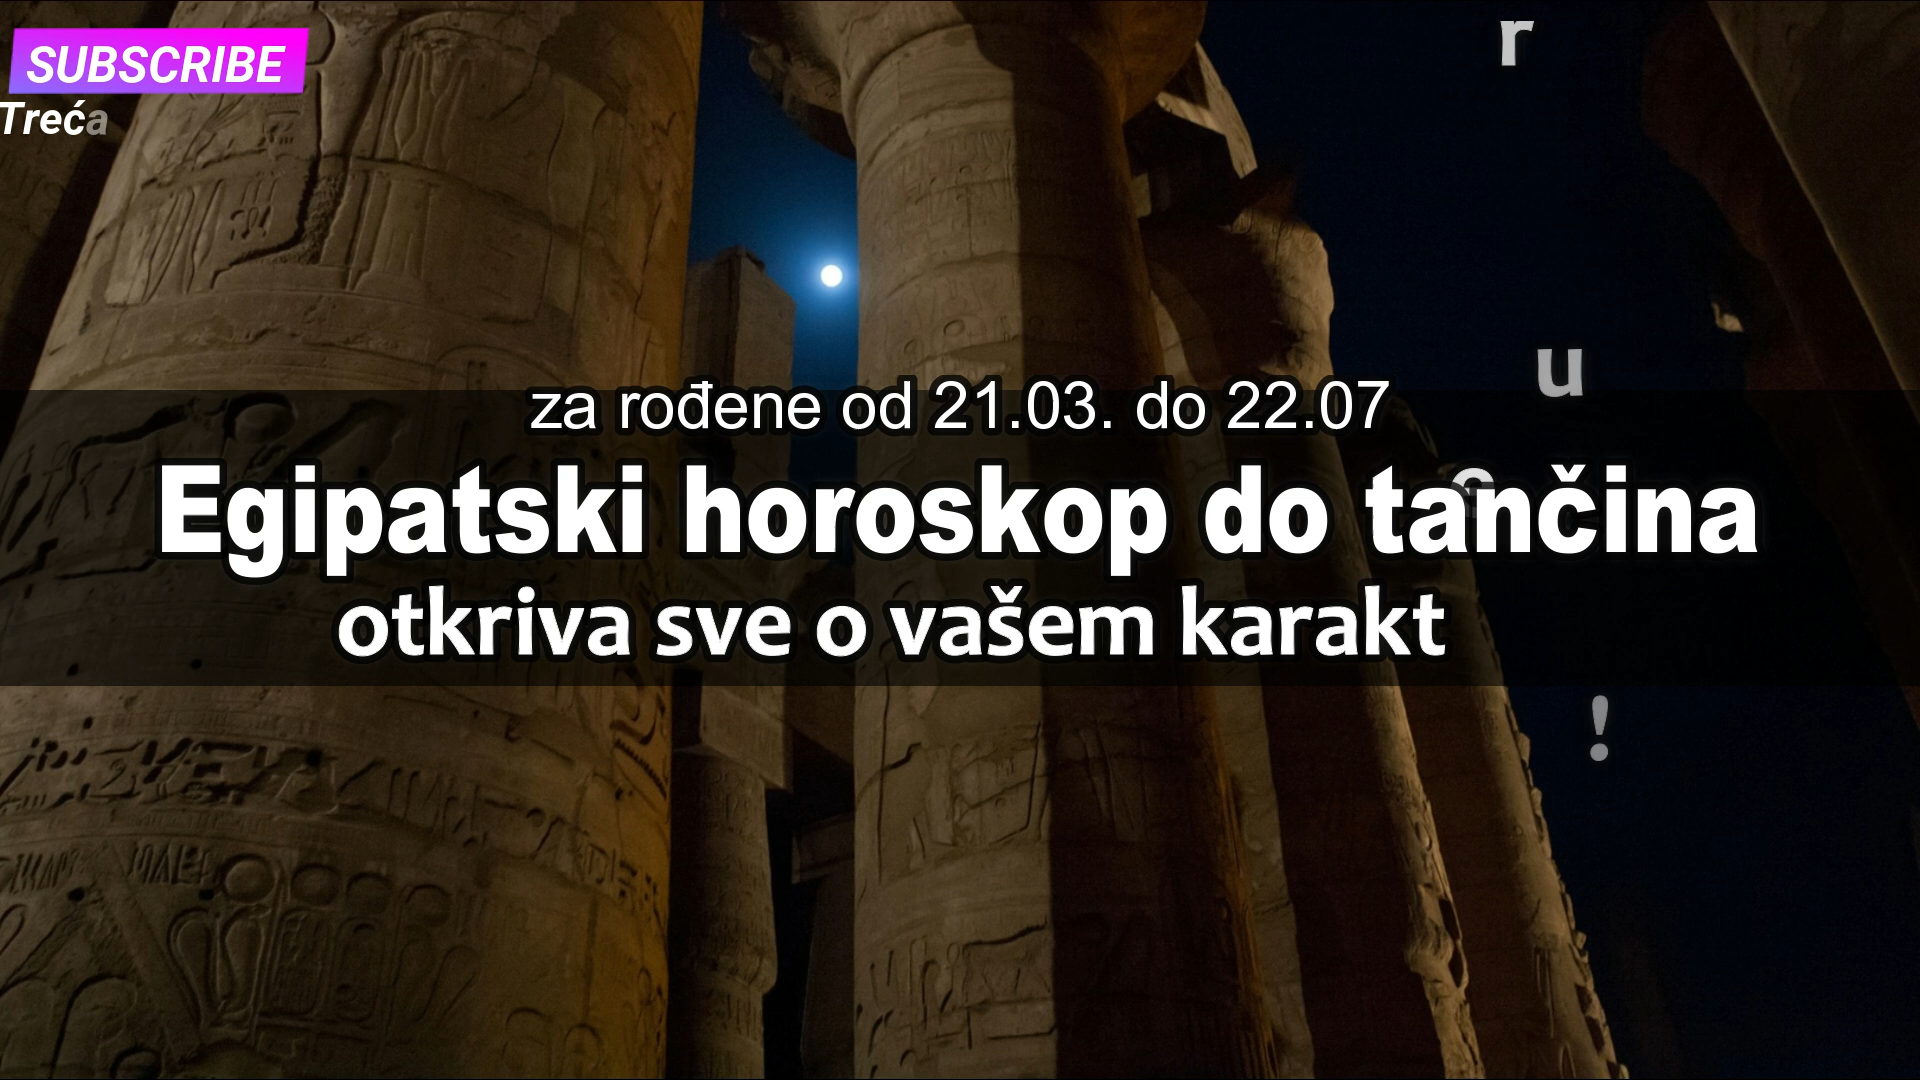 SUBSCRIBE
Treća
za rođene od 21.03. do 22.07
Egipatski horoskop do tančina
otkriva sve o vašem karakt
e
r
u
!